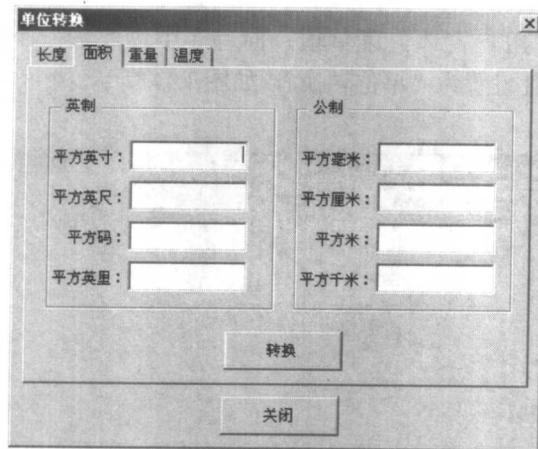 单位转换
长度 面积 重量 温度
英制
平方英寸：
平方英尺：
平方码：
平方英里：
公制
平方毫米：
平方厘米：
平方米：
平方千米：
转换
关闭